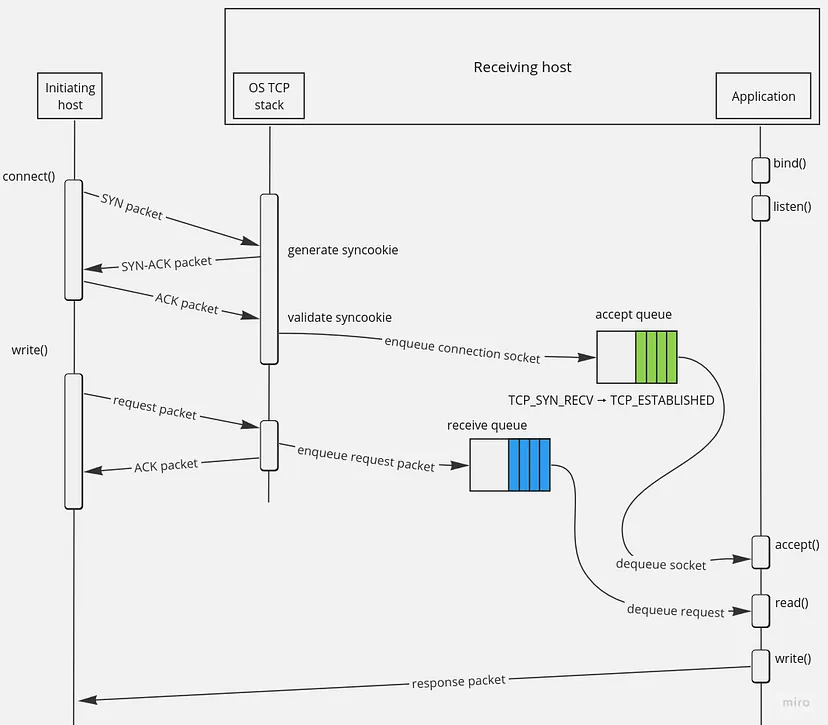 Receiving host
Initiating
host
OS TCP
stack
Application
bind()
connect()
listen()
SYN packet
generate syncookie
SYN-ACK packet
ACK packet
validate syncookie
accept queue
enqueue connection socket
write()
TCP_SYN_RECV → TCP_ESTABLISHED
request packet
receive queue
enqueue request packet
ACK packet
accept()
dequeue socket
read()
dequeue request
write()
response packet
miro